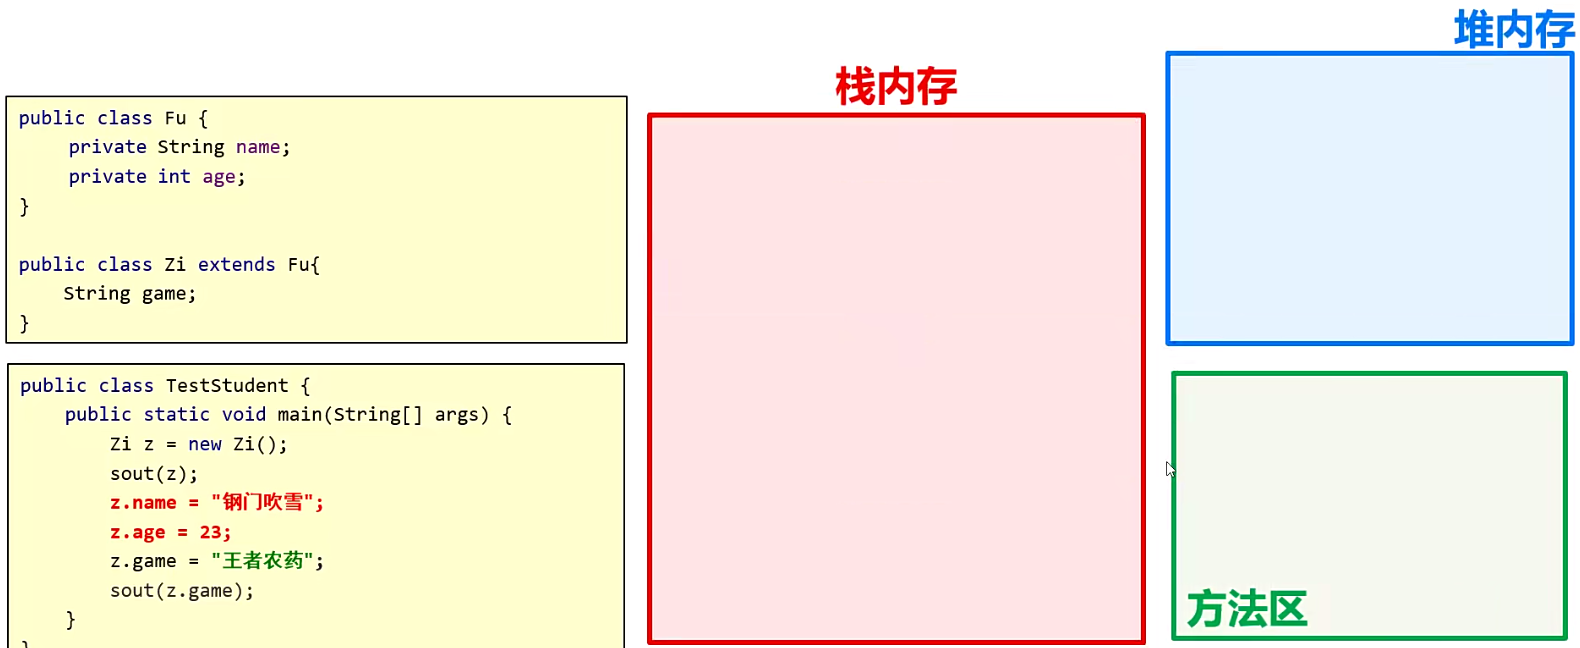 public class Fu {
private String name;
private int age;
}
public class Zi extends Fu{
String game;
}
public class TestStudent {
public static void main(String[] args) {
Zi z = new Zi();
sout(z);
z.name = "钢门吹雪";
z.age = 23;
z.game = "王者农药";
sout(z.game);
}
}
栈内存
堆内存
方法区